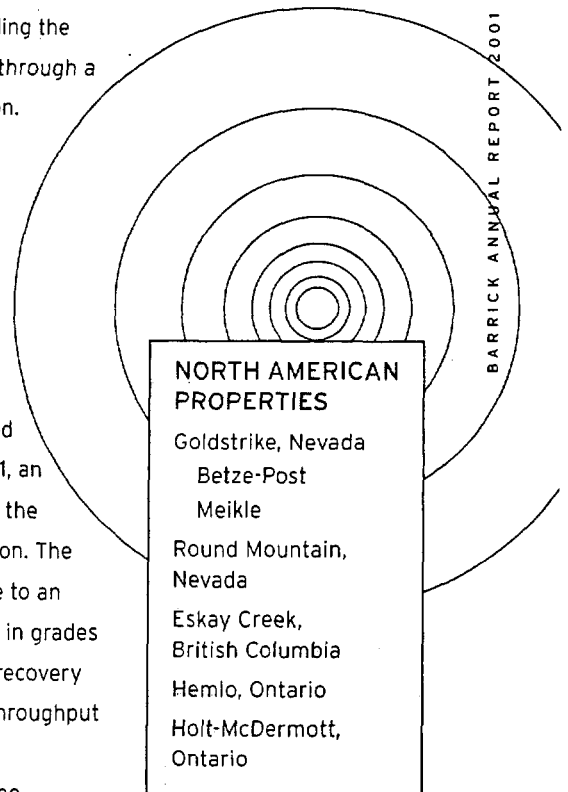 ling the
through a
n.
BARRICK ANNUAL REPORT 2001
NORTH AMERICAN
PROPERTIES
Goldstrike, Nevada
Betze-Post
Meikle
Round Mountain,
Nevada
Eskay Creek,
British Columbia
Hemlo, Ontario
Holt-McDermott,
Ontario
d
1, an
the
on. The
e to an
in grades
recovery
hroughput